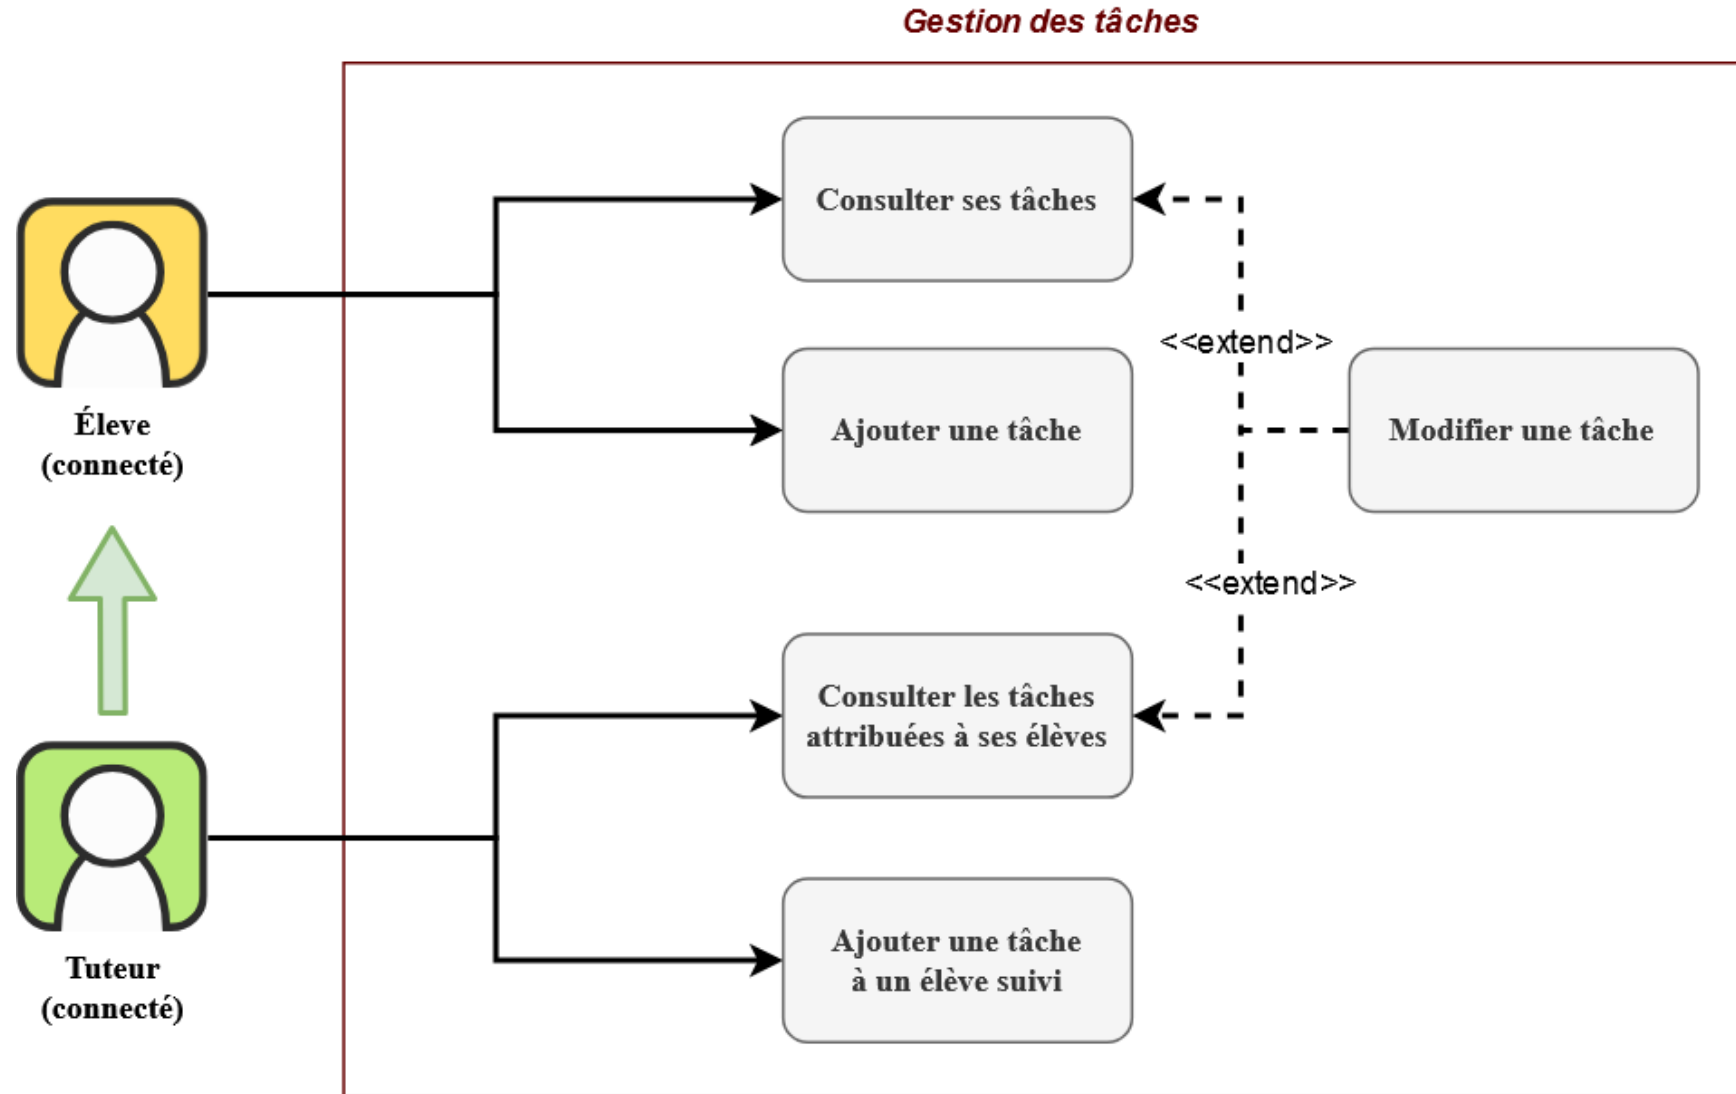 Gestion des tâches
Consulter ses tâches
<<extend>>
Ajouter une tâche
Modifier une tâche
Éleve
(connecté)
<<extend>>
Consulter les tâches
attribuées à ses élèves
Ajouter une tâche
à un élève suivi
Tuteur
(connecté)